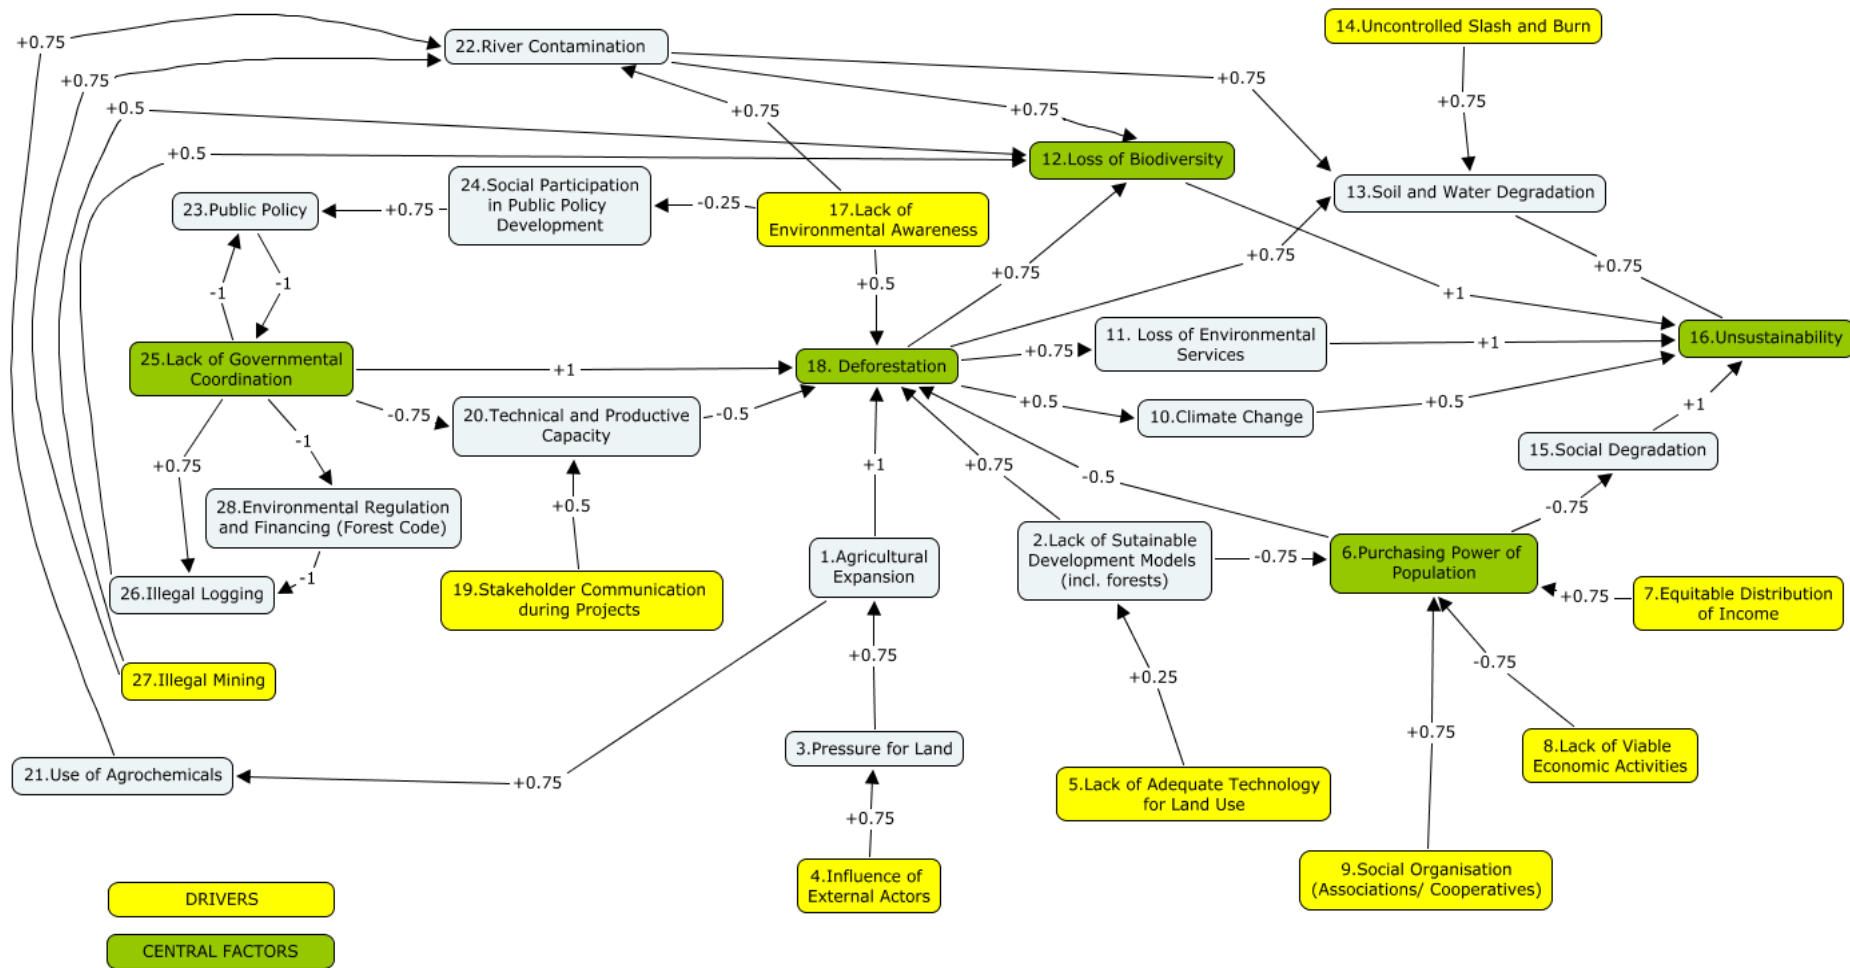 14.Uncontrolled Slash and Burn
+0.75
22.River Contamination
+0.75
+0.75
+0.75
+0.5
+0.75
+0.75
+0.5
12.Loss of Biodiversity
24.Social Participation
in Public Policy
Development
13.Soil and Water Degradation
23.Public Policy
+0.75
-0.25
17.Lack of
Environmental Awareness
+0.75
+0.75
+0.75
+0.5
-1
-1
+1
11. Loss of Environmental
Services
16.Unsustainability
25.Lack of Governmental
Coordination
+1
18. Deforestation
+0.75
+1
-0.75
20.Technical and Productive
Capacity
-0.5
+0.5
10.Climate Change
+0.5
+1
15.Social Degradation
-1
+0.75
+1
+0.75
-0.5
-0.75
28.Environmental Regulation
and Financing (Forest Code)
+0.5
1.Agricultural
Expansion
2.Lack of Sutainable
Development Models
(incl. forests)
-0.75
6.Purchasing Power of
Population
-1
26.Illegal Logging
19.Stakeholder Communication
during Projects
+0.75
7.Equitable Distribution
of Income
27.Illegal Mining
+0.75
+0.25
-0.75
+0.75
3.Pressure for Land
8.Lack of Viable
Economic Activities
21.Use of Agrochemicals
+0.75
5.Lack of Adequate Technology
for Land Use
+0.75
4.Influence of
External Actors
9.Social Organisation
(Associations/ Cooperatives)
DRIVERS
CENTRAL FACTORS